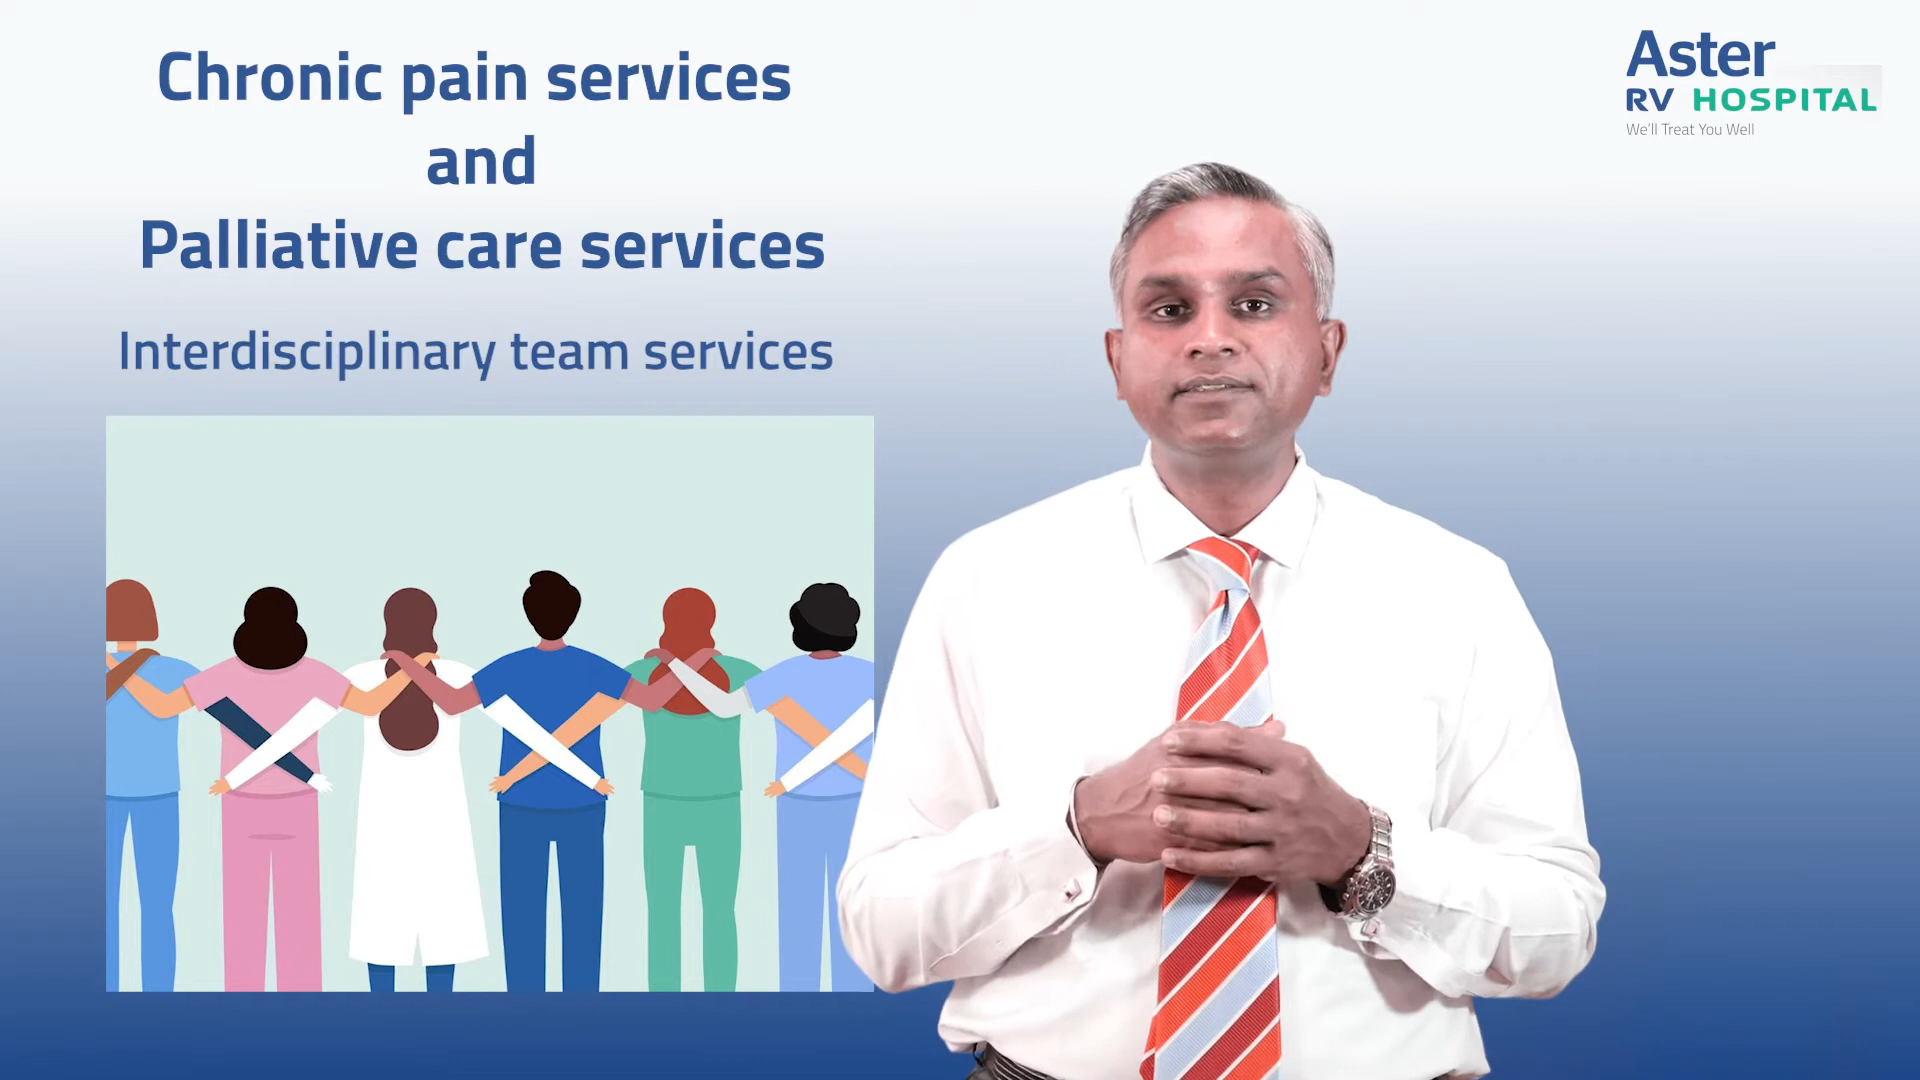 Chronic pain services
and
Palliative care services
Interdisciplinary team services
Aster
RV HOSPITAL
We'll Treat You Well